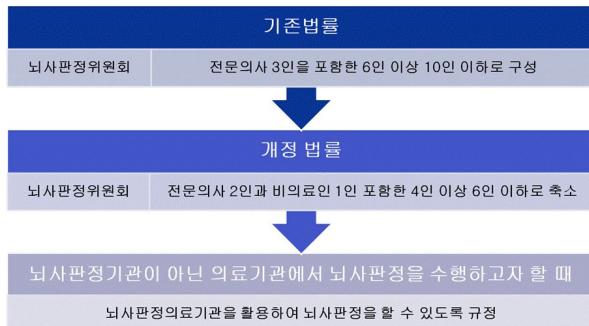 기존법률
뇌사판정위원회 전문의사 3인을 포함한 6인 이상 10인 이하로 구성
개정 법률
뇌사판정위원회 전문의사 2인과 비의료인 1인 포함한 4인 이상 6인 이하로 축소
뇌사판정기관이 아닌 의료기관에서 뇌사판정을 수행하고자 할 때
뇌사판정의료기관을 활용하여 뇌사판정을 할 수 있도록 규정